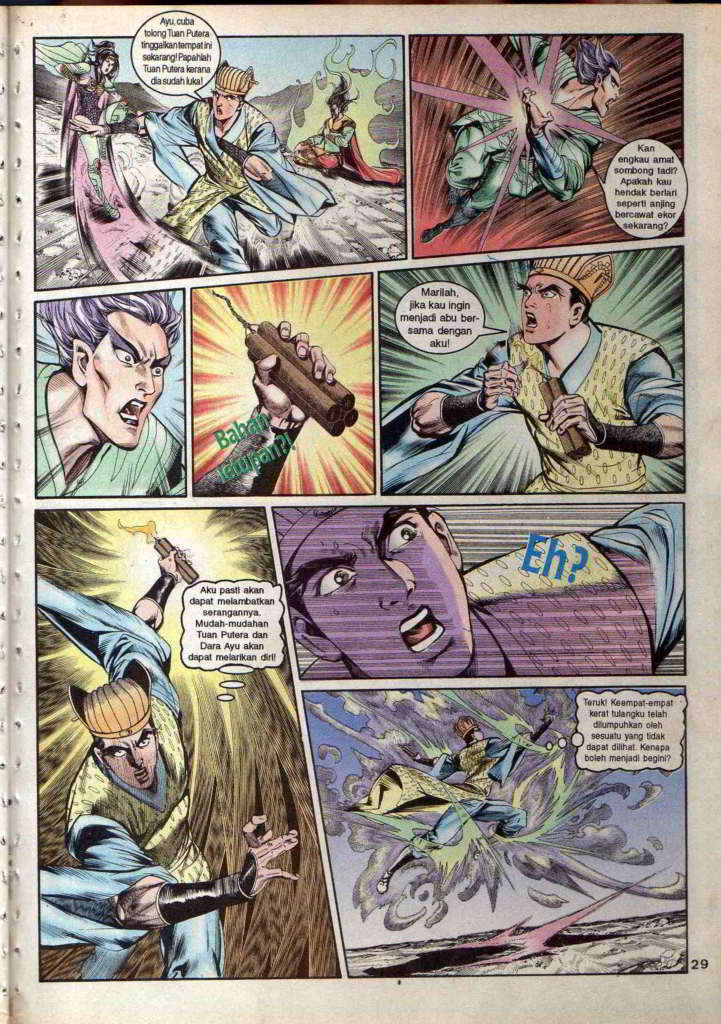 Ayu, cuba
tolong Tuan Putera
tinggalkan tempat ini
sekarang! Papahlah
Tuan Putera kerana
dia sudah luka!
Kan
engkau amat
sombong tadi?
Apakah kau
hendak berlari
seperti anjing
bercawat ekor
sekarang?
Bahan
letupan?!
Marilah,
jika kau ingin
menjadi abu ber-
sama dengan
aku!
Aku pasti akan
dapat melambatkan
serangannya.
Mudah-mudahan
Tuan Putera dan
Dara Ayu akan
dapat melarikan diri!
Eh?
Teruk! Keempat-empat
kerat tulangku telah
dilumpuhkan oleh
sesuatu yang tidak
dapat dilihat. Kenapa
boleh menjadi begini?
29